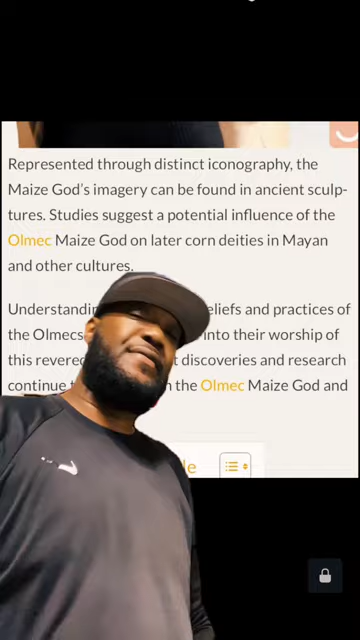 Represented through distinct iconography, the
Maize God's imagery can be found in ancient sculp-
tures. Studies suggest a potential influence of the
Olmec Maize God on later corn deities in Mayan
and other cultures.
Understanding eliefs and practices of
the Olmecs into their worship of
this revere t discoveries and research
continue n the Olmec Maize God and
le